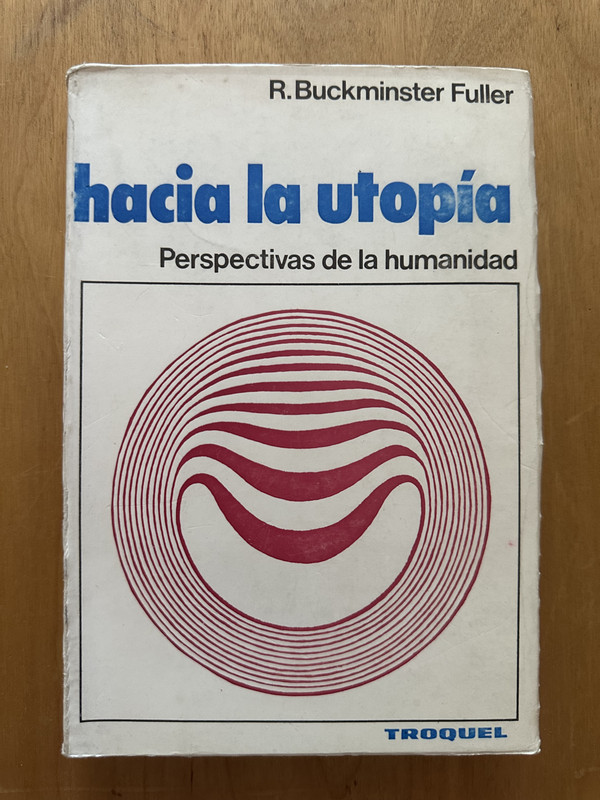 R. Buckminster Fuller
hacia la utopía
Perspectivas de la humanidad
TROQUEL